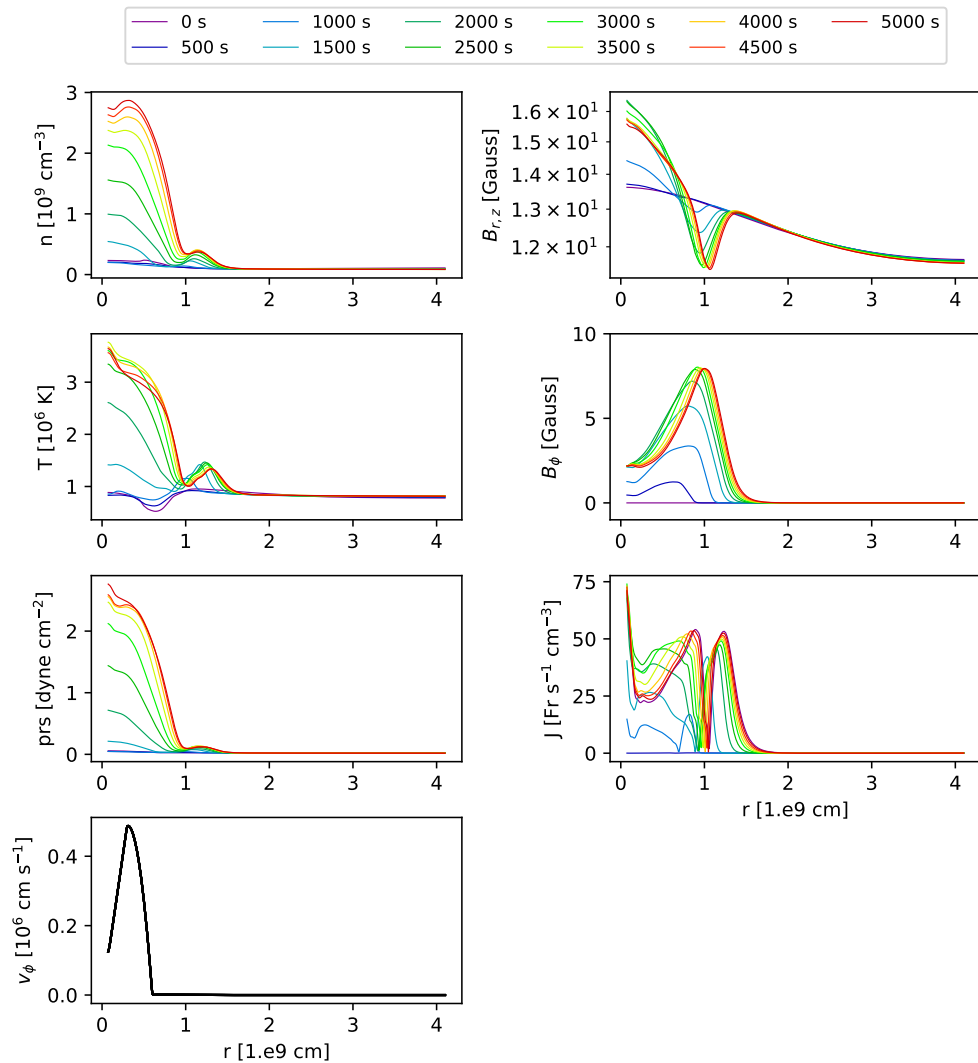 0 s 1000 s 2000 s 3000 s 4000 s 5000 s
500 s 1500 s 2500 s 3500 s 4500 s
n [10⁹ cm⁻³]
3
2
1
0
0 1 2 3 4
B_{r,z} [Gauss]
1.6 × 10¹
1.5 × 10¹
1.4 × 10¹
1.3 × 10¹
1.2 × 10¹
0 1 2 3 4
T [10⁶ K]
3
2
1
0 1 2 3 4
B_ϕ [Gauss]
10
5
0
0 1 2 3 4
prs [dyne cm⁻²]
2
1
0
0 1 2 3 4
J [Fr s⁻¹ cm⁻³]
75
50
25
0
0 1 2 3 4
r [1.e9 cm]
v_ϕ [10⁶ cm s⁻¹]
0.4
0.2
0.0
0 1 2 3 4
r [1.e9 cm]